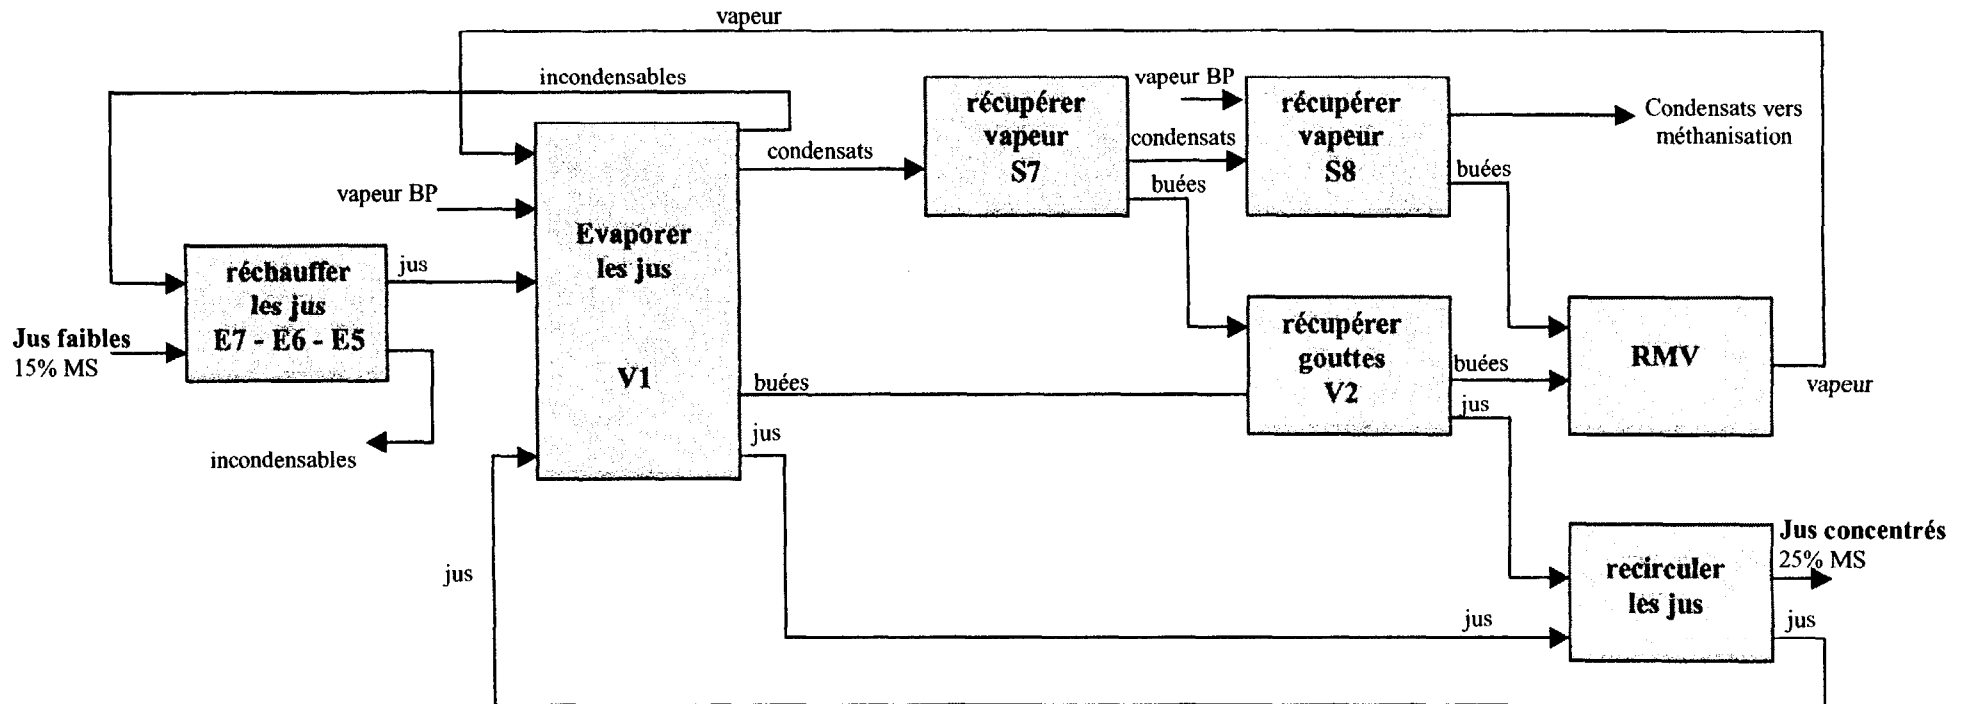 vapeur
incondensables
vapeur BP
récupérer
vapeur
S7
récupérer
vapeur
S8
Condensats vers
méthanisation
condensats
condensats
buées
buées
vapeur BP
Evaporer
les jus
V1
réchauffer
les jus
E7 - E6 - E5
jus
Jus faibles
15% MS
incondensables
récupérer
gouttes
V2
buées
buées
jus
RMV
vapeur
jus
jus
recirculer
les jus
Jus concentrés
25% MS
jus
jus